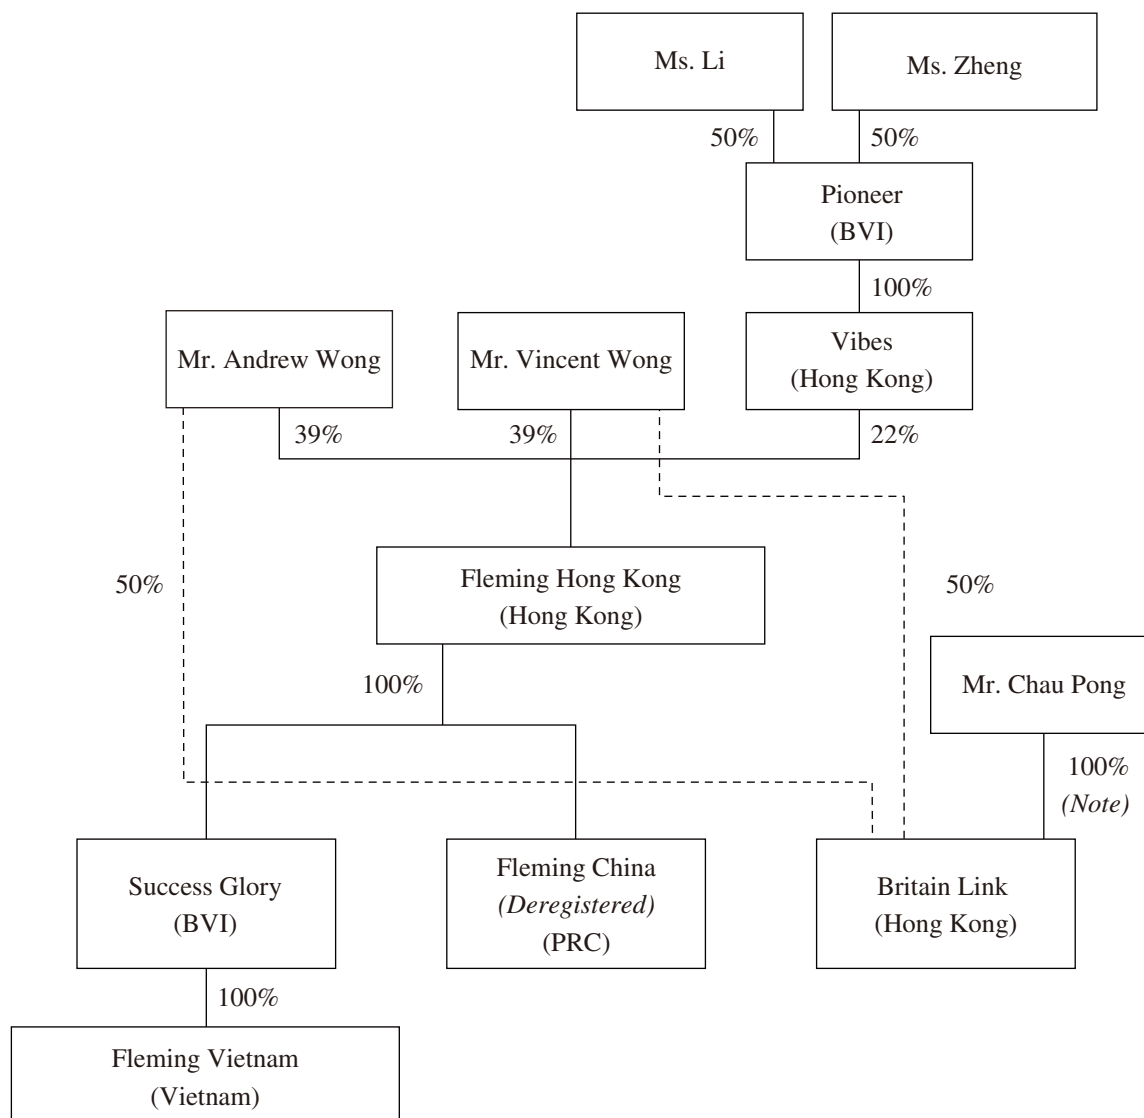 Ms. Li
Ms. Zheng
50%
50%
Pioneer
(BVI)
100%
Mr. Andrew Wong
Mr. Vincent Wong
Vibes
(Hong Kong)
39%
39%
22%
50%
Fleming Hong Kong
(Hong Kong)
50%
100%
Mr. Chau Pong
100%
(Note)
Success Glory
(BVI)
Fleming China
(Deregistered)
(PRC)
Britain Link
(Hong Kong)
100%
Fleming Vietnam
(Vietnam)